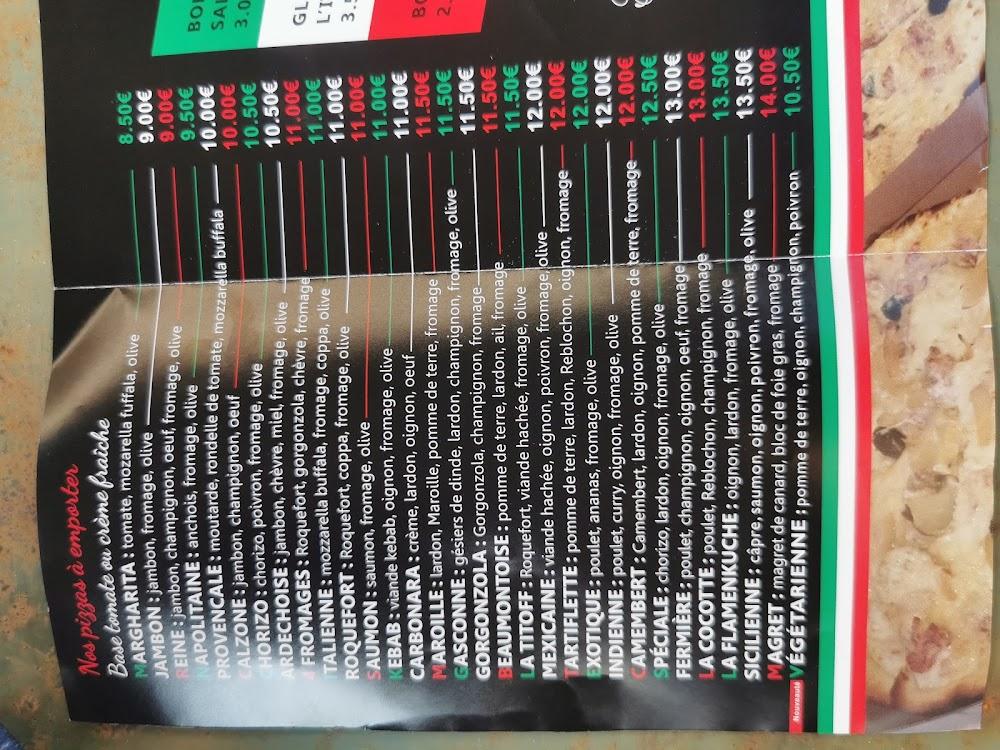 BO
SA
3.0
GL
L'I
3.5
BO
2.
Nos pizzas à emporter
Base tomate ou crème fraîche
MARGHARITA : tomate, mozarella fuffala, olive 8.50€
JAMBON : jambon, fromage, olive 9.00€
REINE : jambon, champignon, oeuf, fromage, olive 9.00€
NAPOLITAINE : anchois, fromage, olive 9.50€
PROVENCALE : moutarde, rondelle de tomate, mozzarella buffala 10.00€
CALZONE : jambon, champignon, oeuf 10.00€
CHORIZO : chorizo, poivron, fromage, olive 10.50€
ARDECHOSE : jambon, chèvre, miel, fromage, olive 10.50€
4 FROMAGES : Roquefort, gorgonzola, chèvre, fromage 11.00€
ITALIENNE : mozzarella buffala, fromage, coppa, olive 11.00€
ROQUEFORT : Roquefort, coppa, fromage, olive 11.00€
SAUMON : saumon, fromage, olive 11.00€
KEBAB : viande kebab, oignon, fromage, olive 11.00€
CARBONARA : crème, lardon, oignon, oeuf 11.00€
MAROILLE : lardon, Maroille, pomme de terre, fromage 11.50€
GASCONNE : gésiers de dinde, lardon, champignon, fromage, olive 11.50€
GORGONZOLA : Gorgonzola, champignon, fromage 11.50€
BEAUMONTOISE : pomme de terre, lardon, ail, fromage 11.50€
LA TITOFF : Roquefort, viande hachée, fromage, olive 11.50€
MEXICAINE : viande hachée, oignon, poivron, fromage, olive 12.00€
TARTIFLETTE : pomme de terre, lardon, Reblochon, oignon, fromage 12.00€
EXOTIQUE : poulet, ananas, fromage, olive 12.00€
INDIENNE : poulet, curry, oignon, fromage, olive 12.00€
CAMEMBERT : Camembert, lardon, oignon, pomme de terre, fromage 12.00€
SPÉCIALE : chorizo, lardon, oignon, fromage, olive 12.50€
FERMIÈRE : poulet, champignon, oignon, oeuf, fromage 13.00€
LA COCOTTE : poulet, Reblochon, champignon, fromage 13.00€
LA FLAMENKUCHE : oignon, lardon, fromage, olive 13.50€
SICILIENNE : câpre, saumon, oignon, poivron, fromage, olive 13.50€
MAGRET : magret de canard, bloc de foie gras, fromage 14.00€
Nouveauté VÉGÉTARIENNE : pomme de terre, oignon, champignon, poivron 10.50€